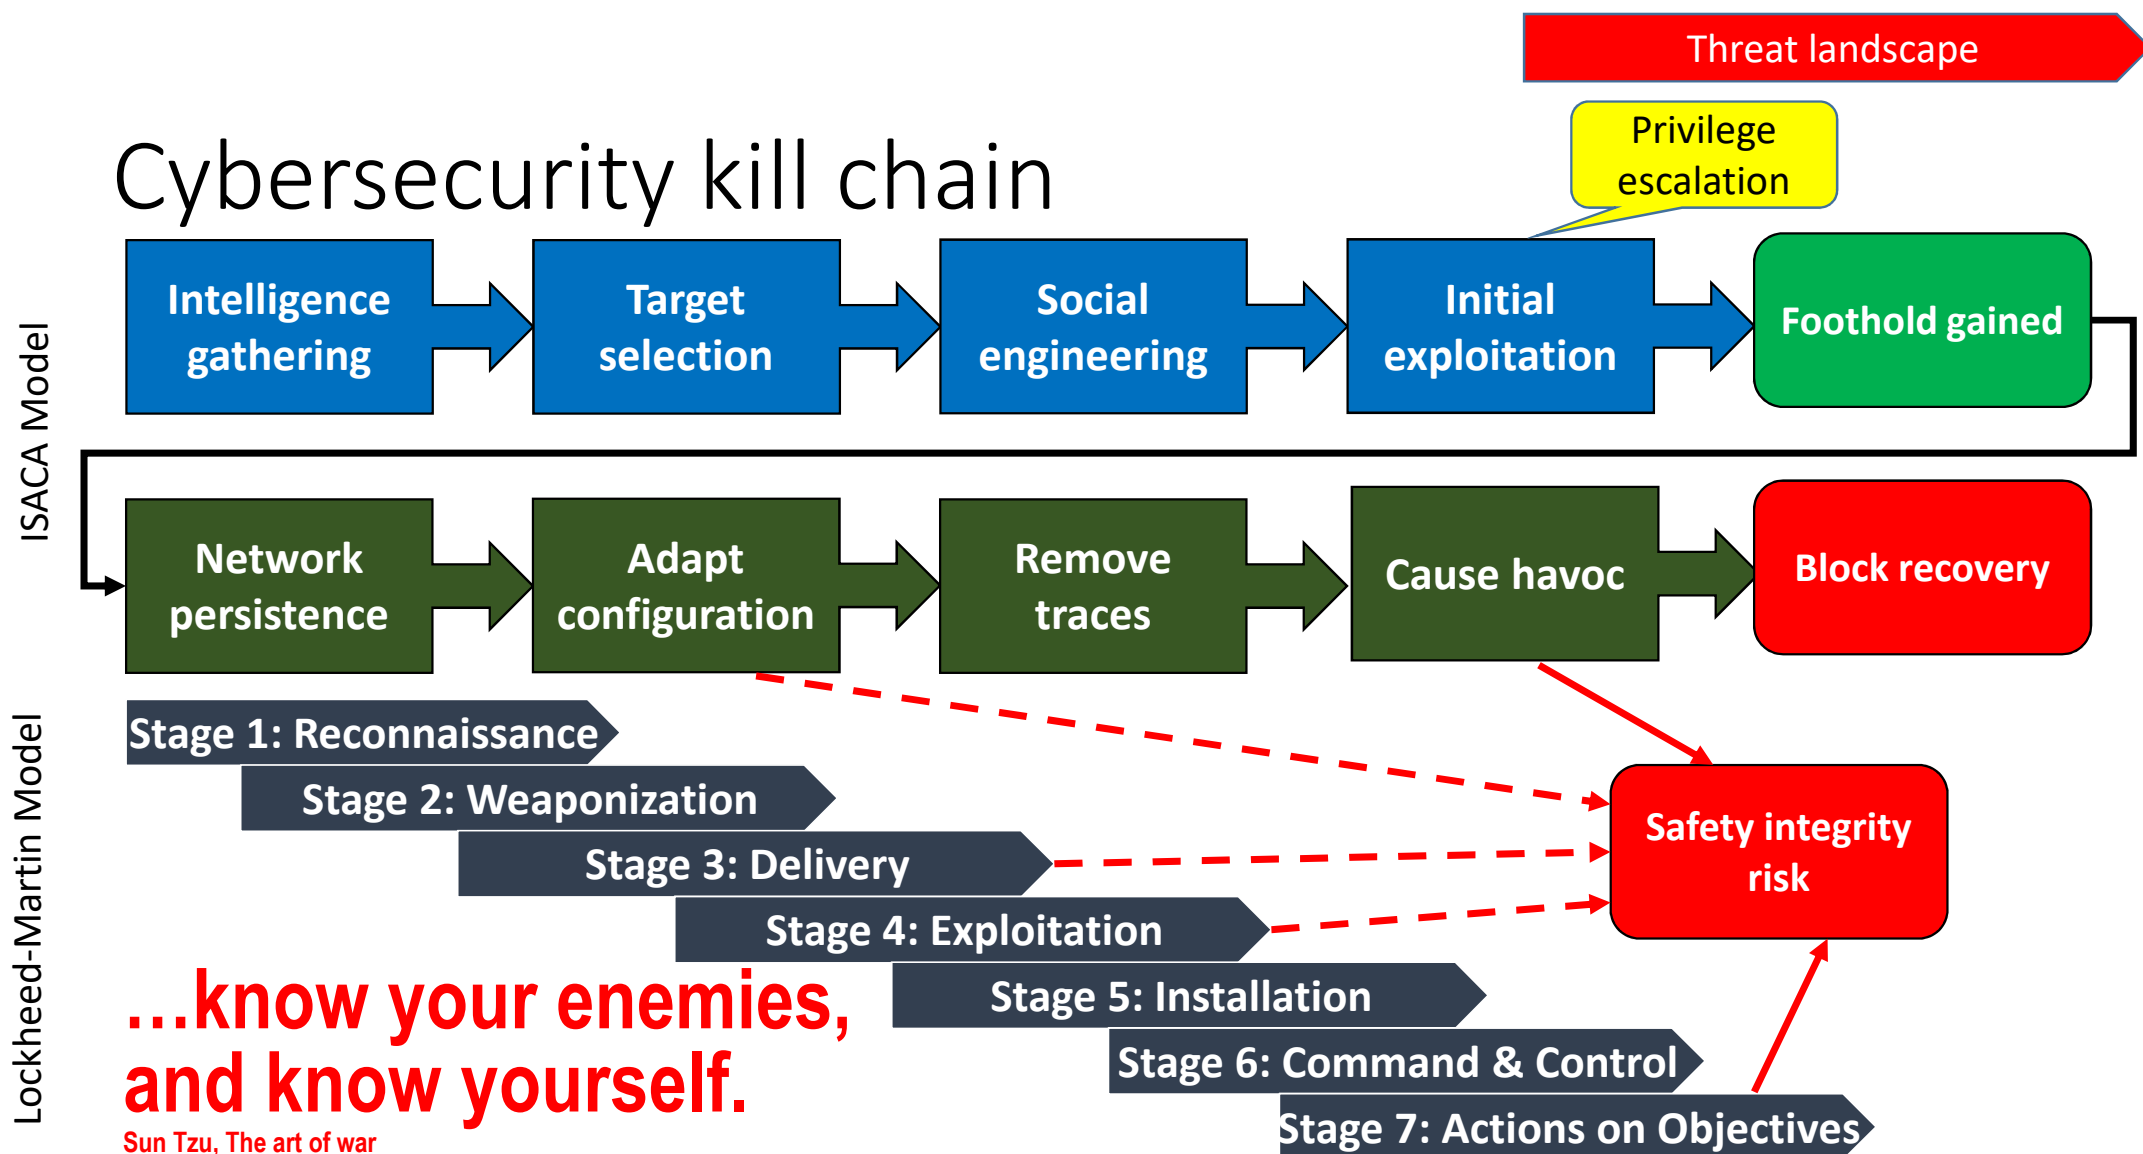 Threat landscape
Privilege
escalation
Cybersecurity kill chain
ISACA Model
Intelligence
gathering
Target
selection
Social
engineering
Initial
exploitation
Foothold gained
Network
persistence
Adapt
configuration
Remove
traces
Cause havoc
Block recovery
Lockheed-Martin Model
Stage 1: Reconnaissance
Stage 2: Weaponization
Stage 3: Delivery
Stage 4: Exploitation
Stage 5: Installation
Stage 6: Command & Control
Stage 7: Actions on Objectives
Safety integrity
risk
...know your enemies,
and know yourself.
Sun Tzu, The art of war